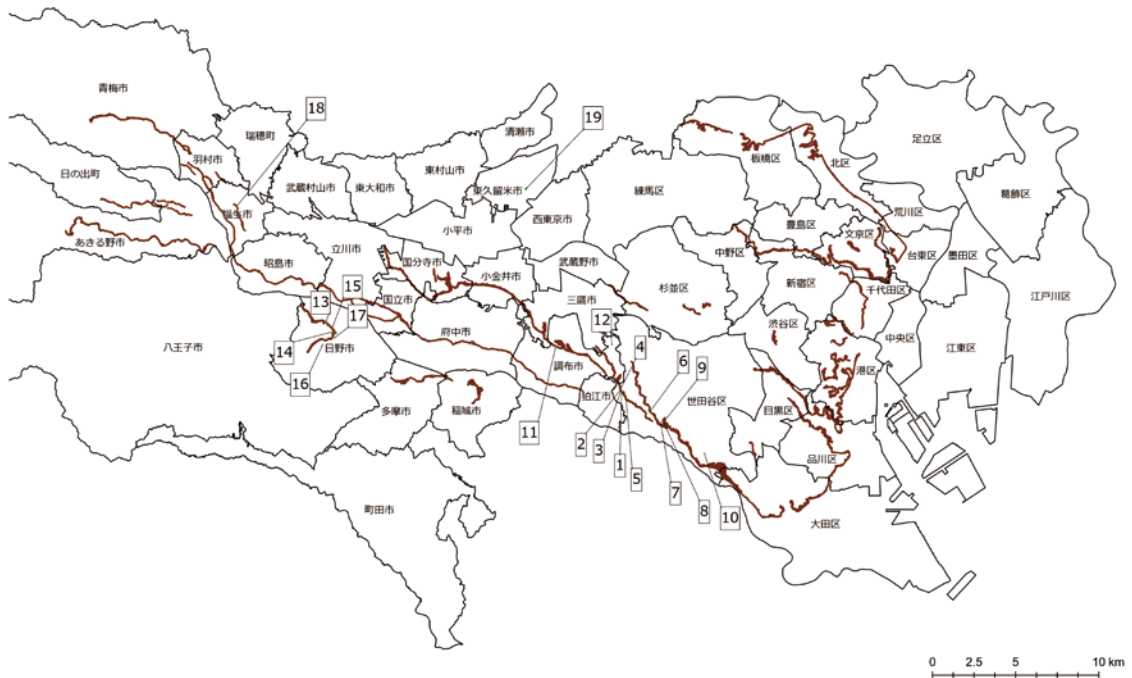 青梅市
瑞穂町
18
清瀬市
19
足立区
羽村市
東村山市
板橋区
北区
日の出町
武蔵村山市
東大和市
東久留米市
練馬区
葛飾区
福生市
西東京市
荒川区
小平市
豊島区
文京区
あきる野市
立川市
中野区
台東区
墨田区
国分寺市
武蔵野市
昭島市
小金井市
新宿区
千代田区
杉並区
江戸川区
15
国立市
三鷹市
13
17
12
渋谷区
中央区
府中市
4
江東区
八王子市
14
日野市
6
9
調布市
港区
16
狛江市
世田谷区
多摩市
稲城市
目黒区
11
2
3
品川区
1
5
7
8
10
町田市
大田区
0 2.5 5 10 km